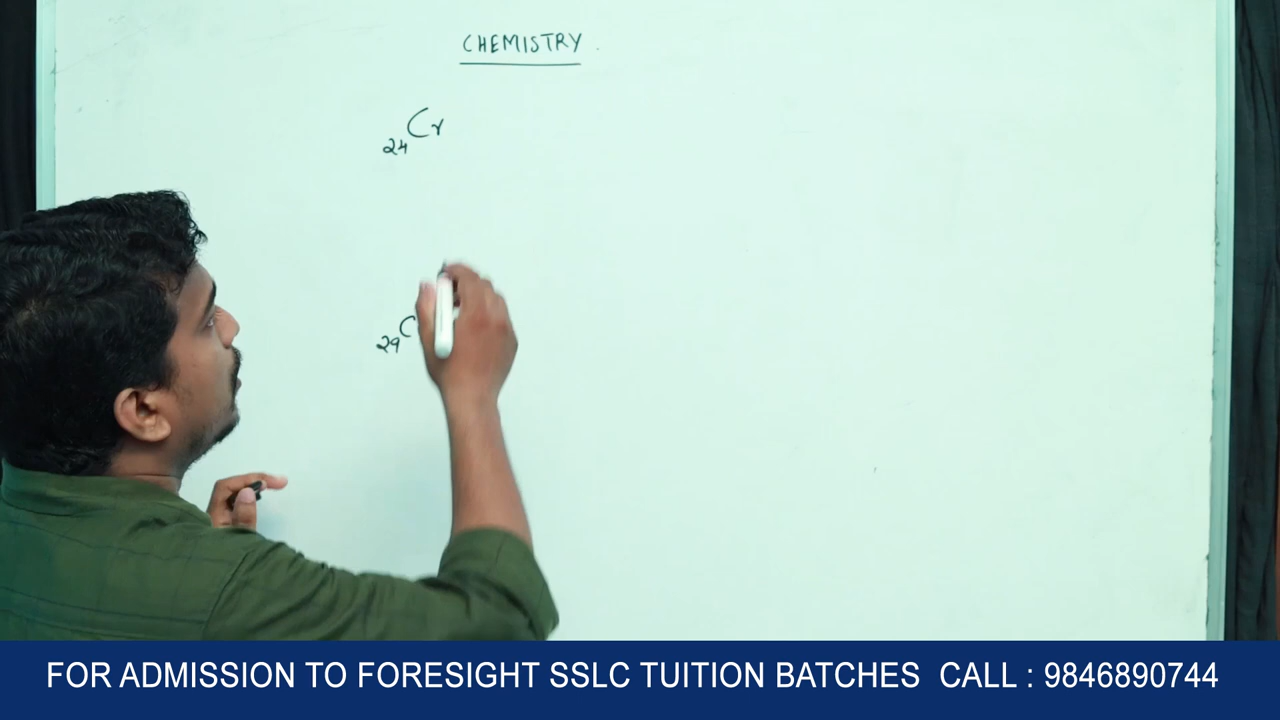 CHEMISTRY
24Cr
29C
FOR ADMISSION TO FORESIGHT SSLC TUITION BATCHES CALL : 9846890744